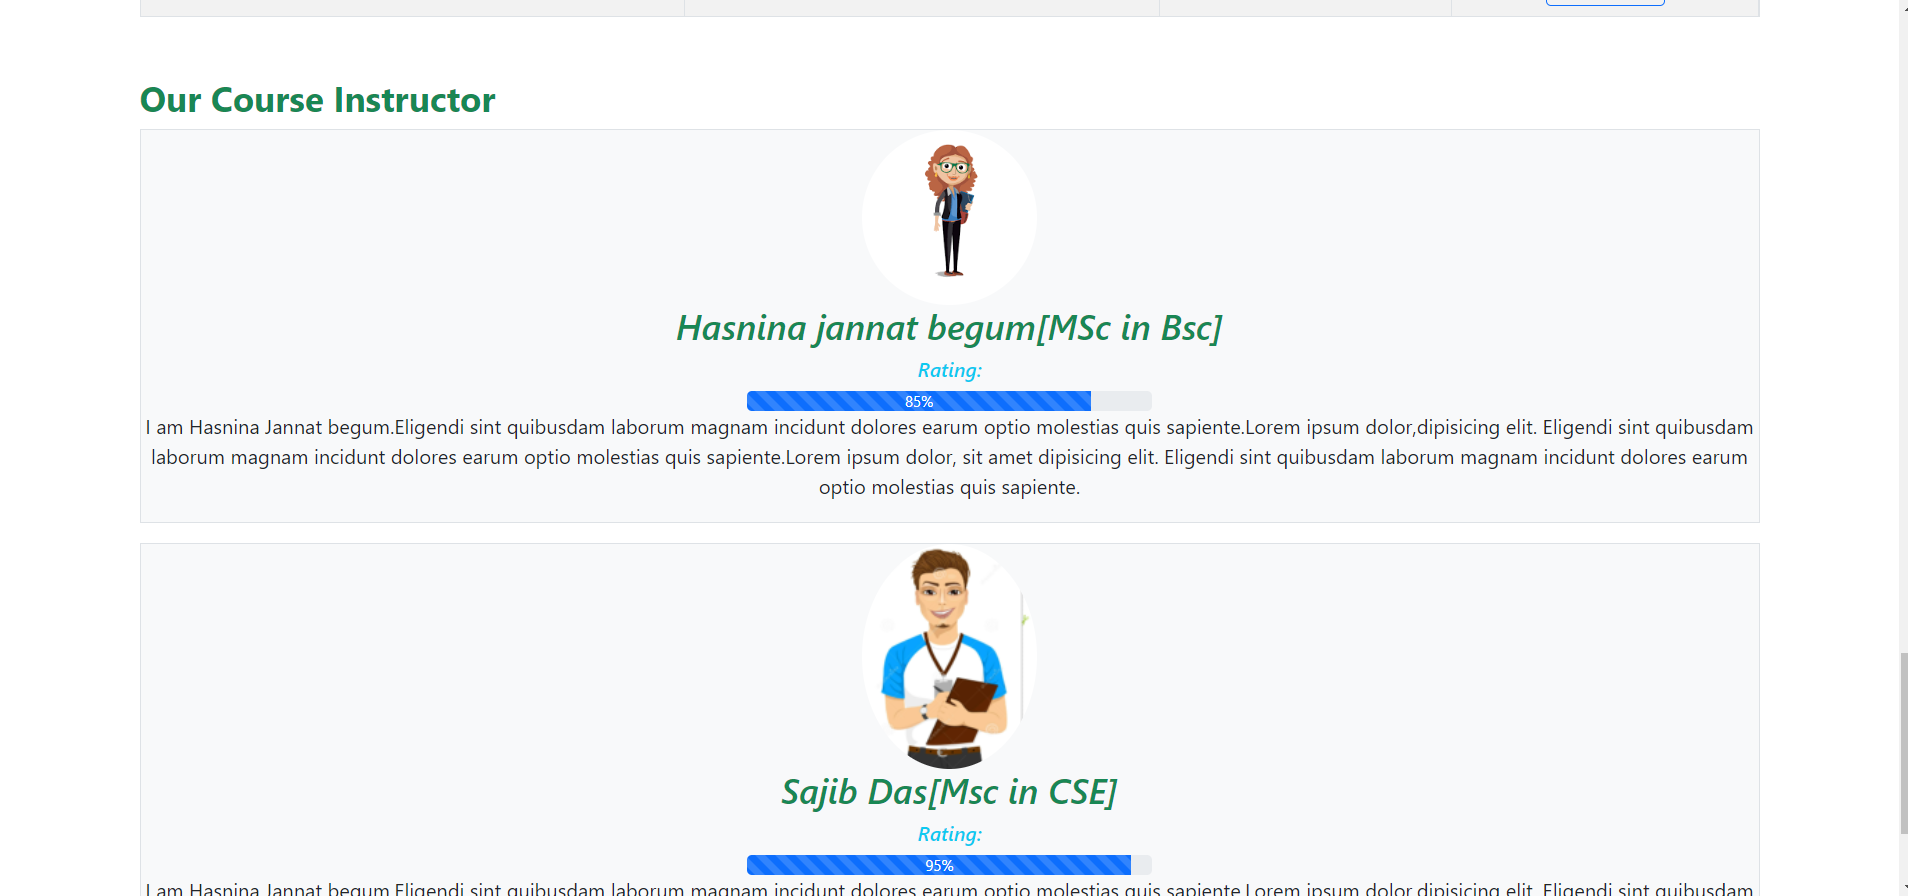 Our Course Instructor
Hasnina jannat begum[MSc in Bsc]
Rating:
85%
I am Hasnina Jannat begum.Eligendi sint quibusdam laborum magnam incidunt dolores earum optio molestias quis sapiente.Lorem ipsum dolor,dipisicing elit. Eligendi sint quibusdam
laborum magnam incidunt dolores earum optio molestias quis sapiente.Lorem ipsum dolor, sit amet dipisicing elit. Eligendi sint quibusdam laborum magnam incidunt dolores earum
optio molestias quis sapiente.
Sajib Das[Msc in CSE]
Rating:
95%
I am Hasnina Jannat begum.Eligendi sint quibusdam laborum magnam incidunt dolores earum optio molestias quis sapiente.Lorem ipsum dolor,dipisicing elit. Eligendi sint quibusdam